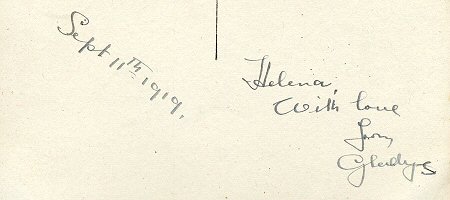 Sept 11th 1919.
Helena,
With love
from
Gladys